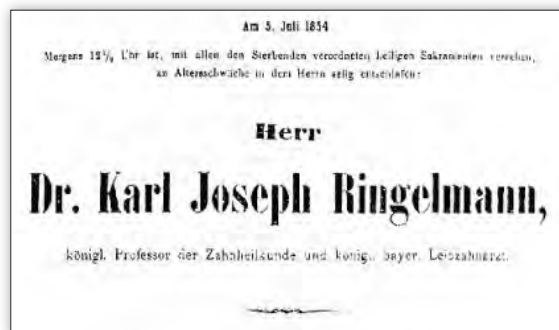 Am 5. Juli 1854
Morgens 12½ Uhr ist, mit allen den Sterbenden verordneten heiligen Sakramenten versehen,
an Altersschwäche in dem Herrn selig entschlafen:
Herr
Dr. Karl Joseph Ringelmann,
königl. Professor der Zahnheilkunde und königl. bayer. Leibzahnarzt.